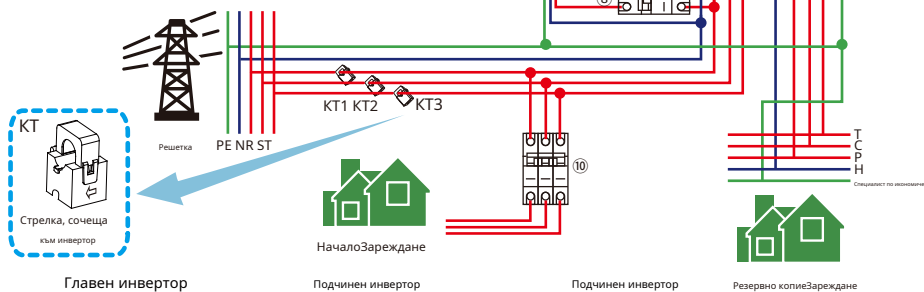 ⑧
КТ1 КТ2 КТ3
КТ
Решетка
PE NR ST
⑩
Т
С
Р
Н
Стрелка, сочеща
към инвертор
НачалоЗареждане
Главен инвертор
Подчинен инвертор
Подчинен инвертор
Резервно копиеЗареждане